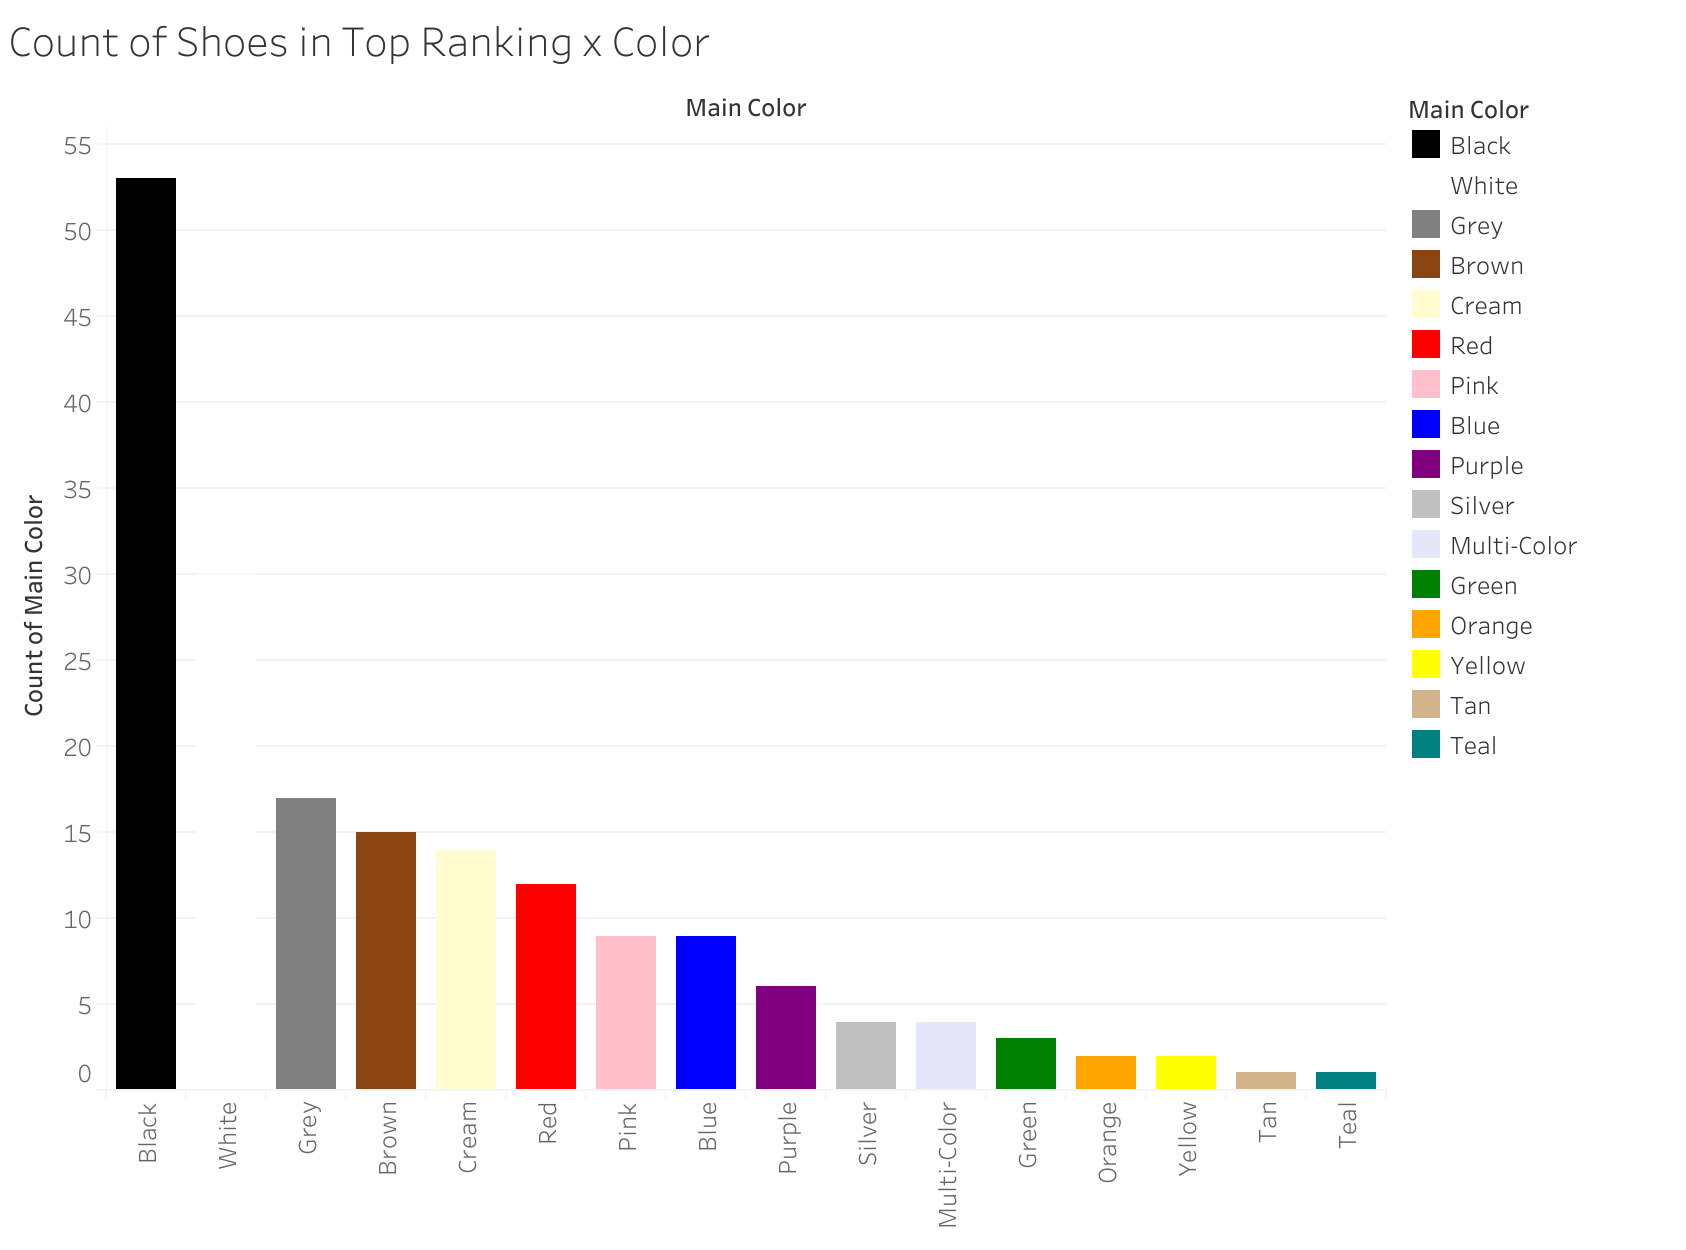 Count of Shoes in Top Ranking x Color
Main Color
55
50
45
40
35
30
25
20
15
10
5
0
Count of Main Color
Black
White
Grey
Brown
Cream
Red
Pink
Blue
Purple
Silver
Multi-Color
Green
Orange
Yellow
Tan
Teal
Main Color
Black
White
Grey
Brown
Cream
Red
Pink
Blue
Purple
Silver
Multi-Color
Green
Orange
Yellow
Tan
Teal